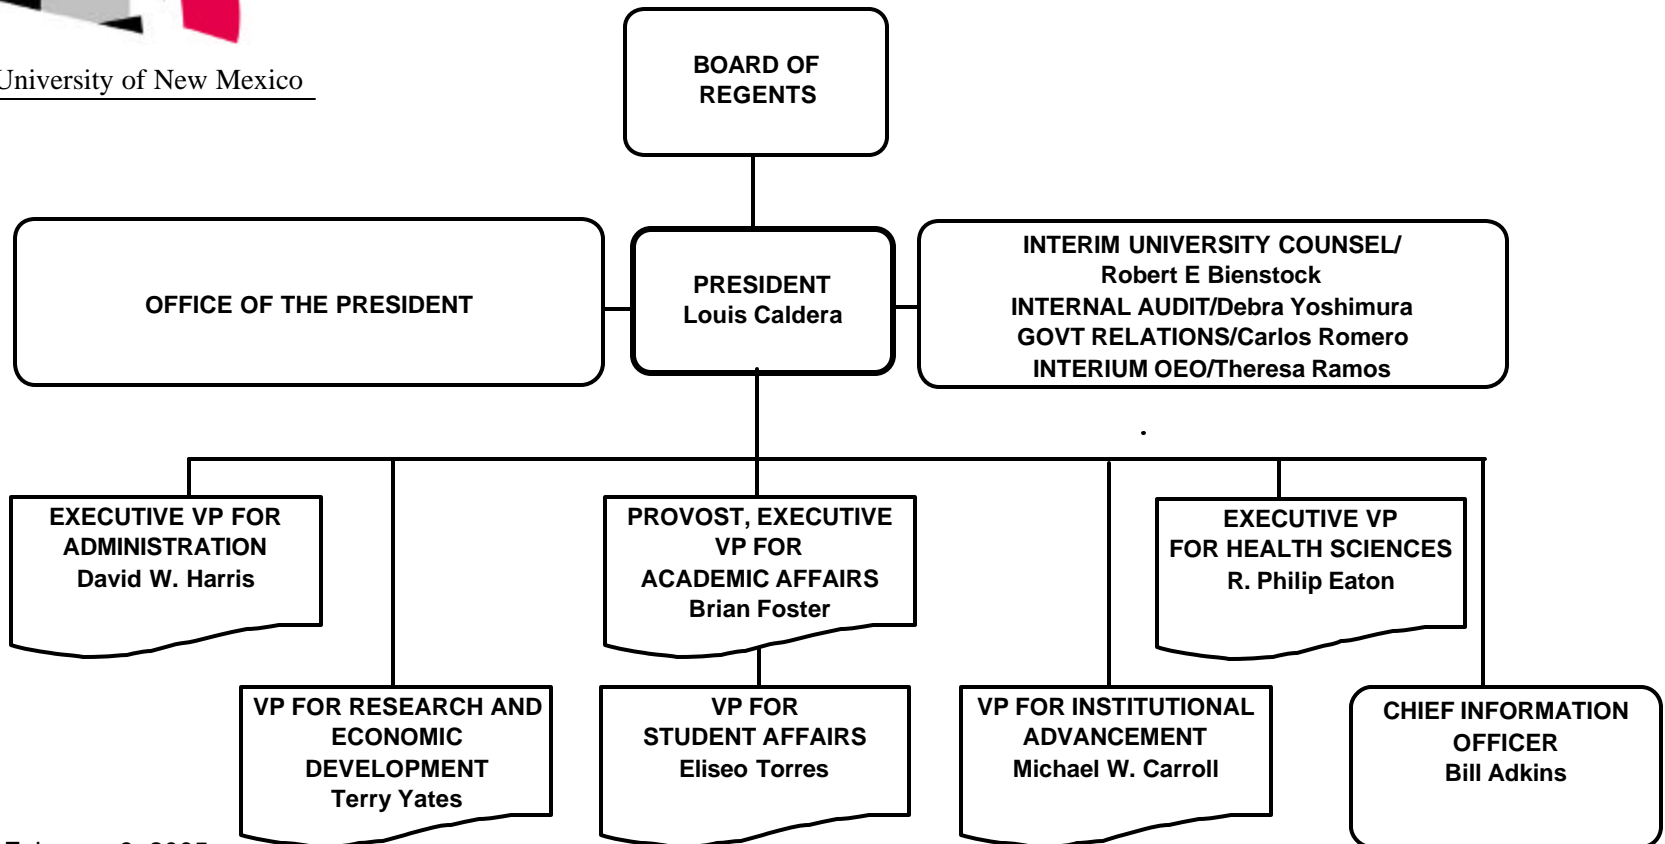 University of New Mexico
BOARD OF
REGENTS
OFFICE OF THE PRESIDENT
PRESIDENT
Louis Caldera
INTERIM UNIVERSITY COUNSEL/
Robert E Bienstock
INTERNAL AUDIT/Debra Yoshimura
GOVT RELATIONS/Carlos Romero
INTERIUM OEO/Theresa Ramos
.
EXECUTIVE VP FOR
ADMINISTRATION
David W. Harris
PROVOST, EXECUTIVE
VP FOR
ACADEMIC AFFAIRS
Brian Foster
EXECUTIVE VP
FOR HEALTH SCIENCES
R. Philip Eaton
VP FOR RESEARCH AND
ECONOMIC
DEVELOPMENT
Terry Yates
VP FOR
STUDENT AFFAIRS
Eliseo Torres
VP FOR INSTITUTIONAL
ADVANCEMENT
Michael W. Carroll
CHIEF INFORMATION
OFFICER
Bill Adkins